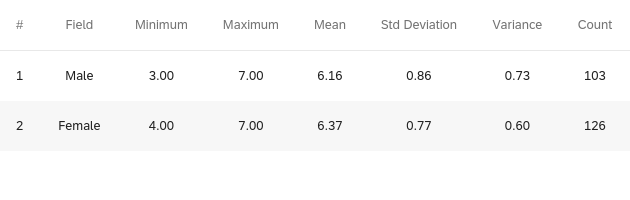 # Field Minimum Maximum Mean Std Deviation Variance Count
1 Male 3.00 7.00 6.16 0.86 0.73 103
2 Female 4.00 7.00 6.37 0.77 0.60 126